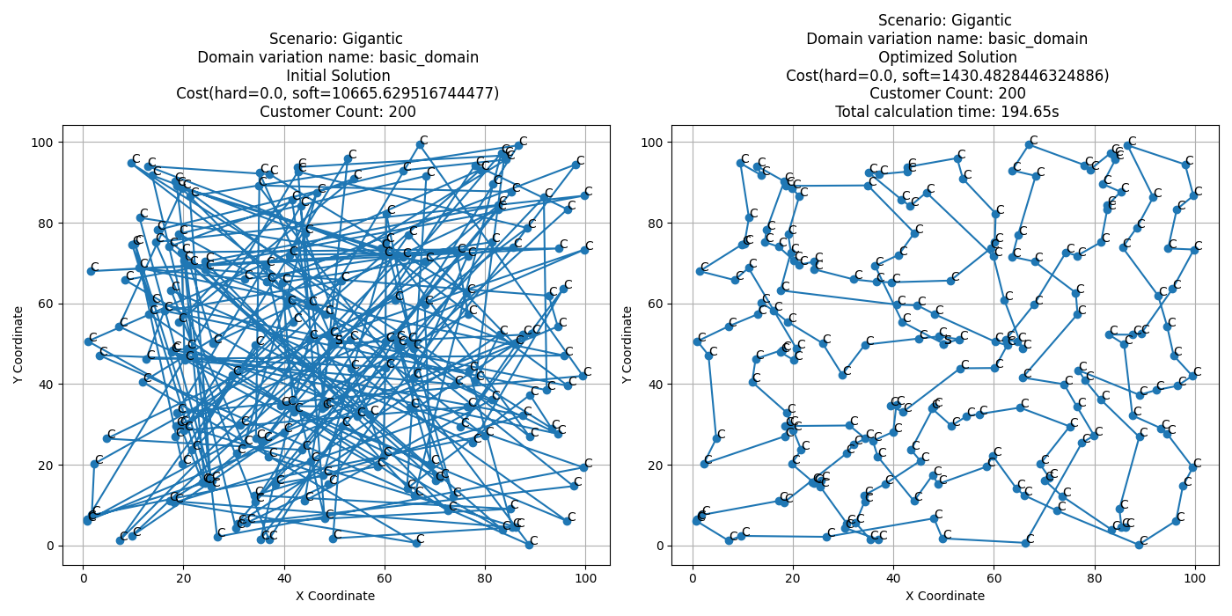 Scenario: Gigantic
Domain variation name: basic_domain
Initial Solution
Cost(hard=0.0, soft=10665.629516744477)
Customer Count: 200
Y Coordinate
100
80
60
40
20
0
C
S
0 20 40 60 80 100
X Coordinate
Scenario: Gigantic
Domain variation name: basic_domain
Optimized Solution
Cost(hard=0.0, soft=1430.4828446324886)
Customer Count: 200
Total calculation time: 194.65s
Y Coordinate
100
80
60
40
20
0
C
S
0 20 40 60 80 100
X Coordinate